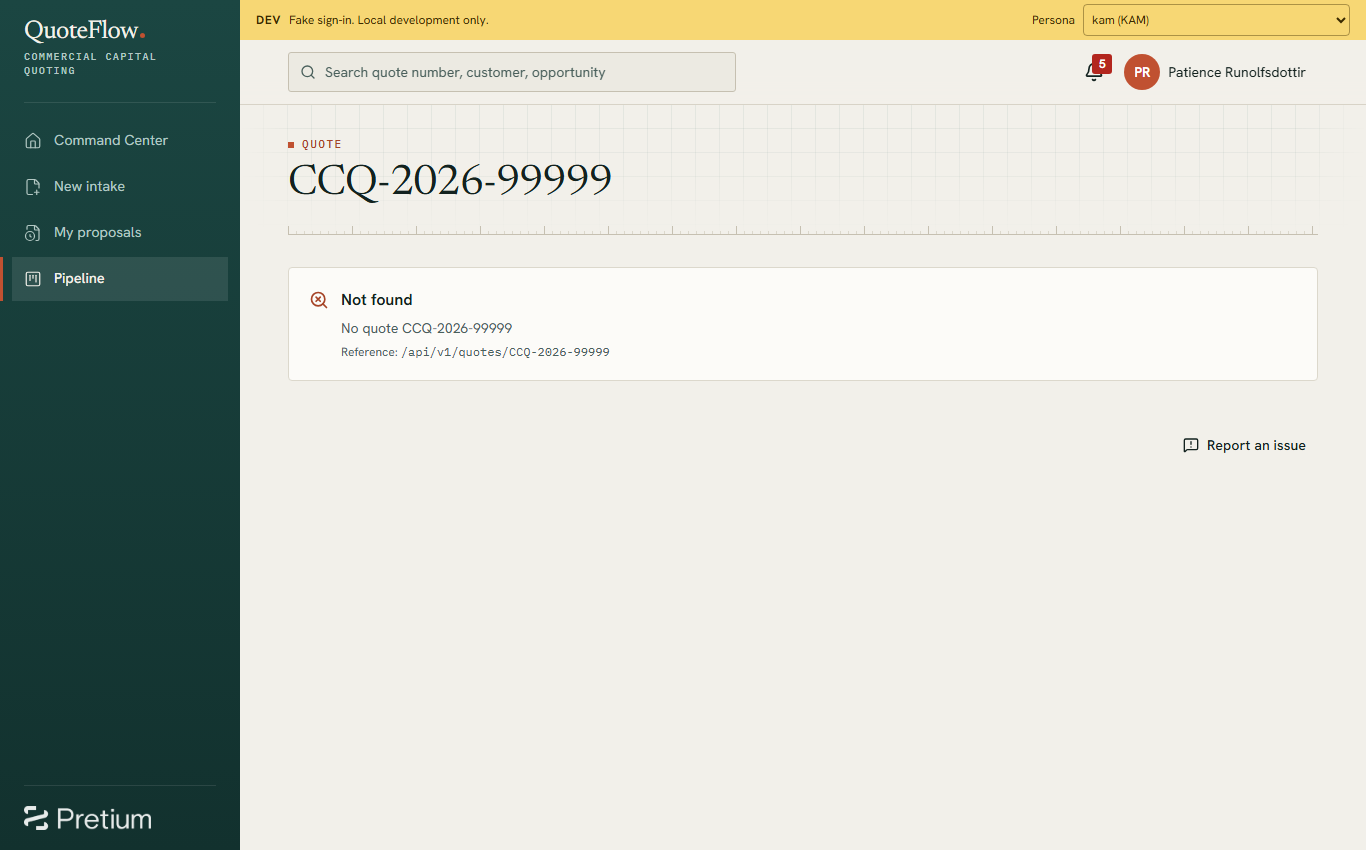 QuoteFlow.
COMMERCIAL CAPITAL
QUOTING
Command Center
New intake
My proposals
Pipeline
Pretium
DEV Fake sign-in. Local development only.
Persona kam (KAM)
Search quote number, customer, opportunity
5
PR Patience Runolfsdottir
QUOTE
CCQ-2026-99999
Not found
No quote CCQ-2026-99999
Reference: /api/v1/quotes/CCQ-2026-99999
Report an issue